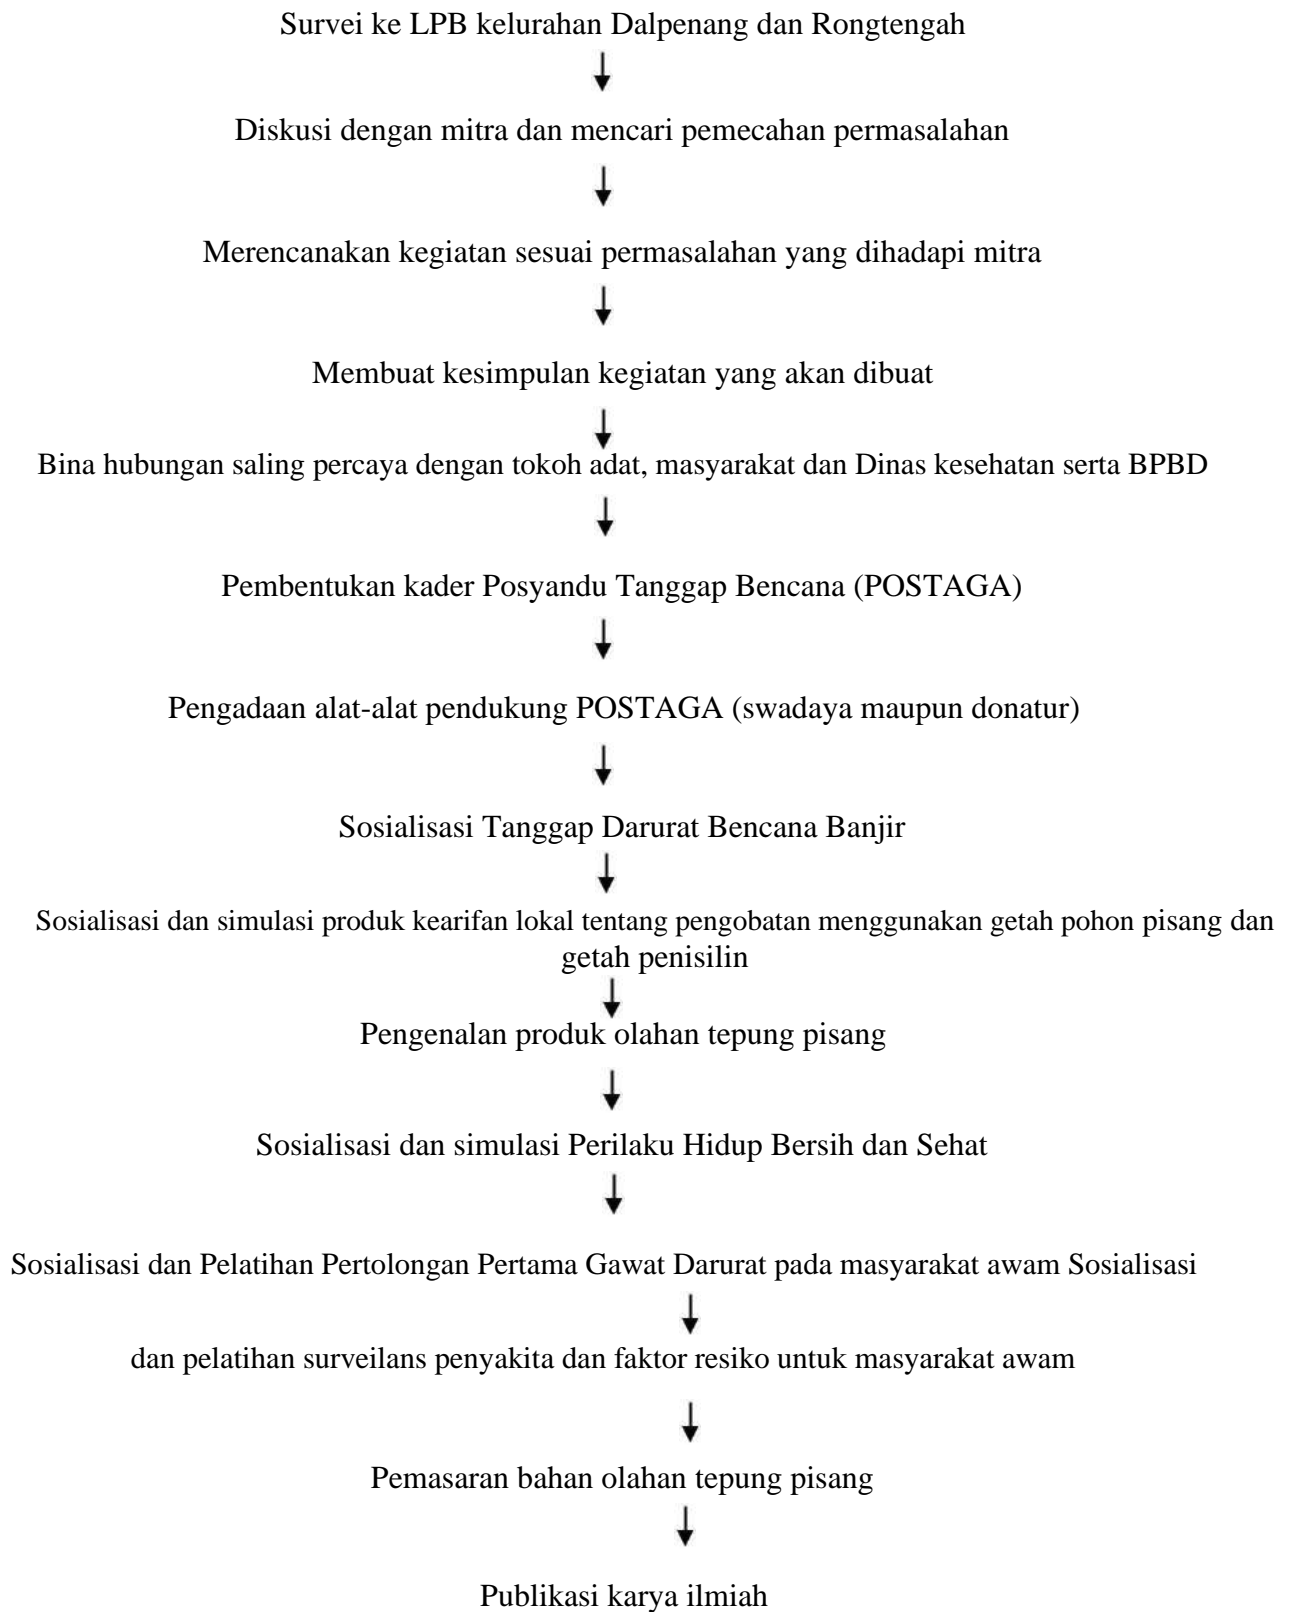 Survei ke LPB kelurahan Dalpenang dan Rongtengah
Diskusi dengan mitra dan mencari pemecahan permasalahan
Merencanakan kegiatan sesuai permasalahan yang dihadapi mitra
Membuat kesimpulan kegiatan yang akan dibuat
Bina hubungan saling percaya dengan tokoh adat, masyarakat dan Dinas kesehatan serta BPBD
Pembentukan kader Posyandu Tanggap Bencana (POSTAGA)
Pengadaan alat-alat pendukung POSTAGA (swadaya maupun donatur)
Sosialisasi Tanggap Darurat Bencana Banjir
Sosialisasi dan simulasi produk kearifan lokal tentang pengobatan menggunakan getah pohon pisang dan
getah penisilin
Pengenalan produk olahan tepung pisang
Sosialisasi dan simulasi Perilaku Hidup Bersih dan Sehat
Sosialisasi dan Pelatihan Pertolongan Pertama Gawat Darurat pada masyarakat awam Sosialisasi
dan pelatihan surveilans penyakita dan faktor resiko untuk masyarakat awam
Pemasaran bahan olahan tepung pisang
Publikasi karya ilmiah